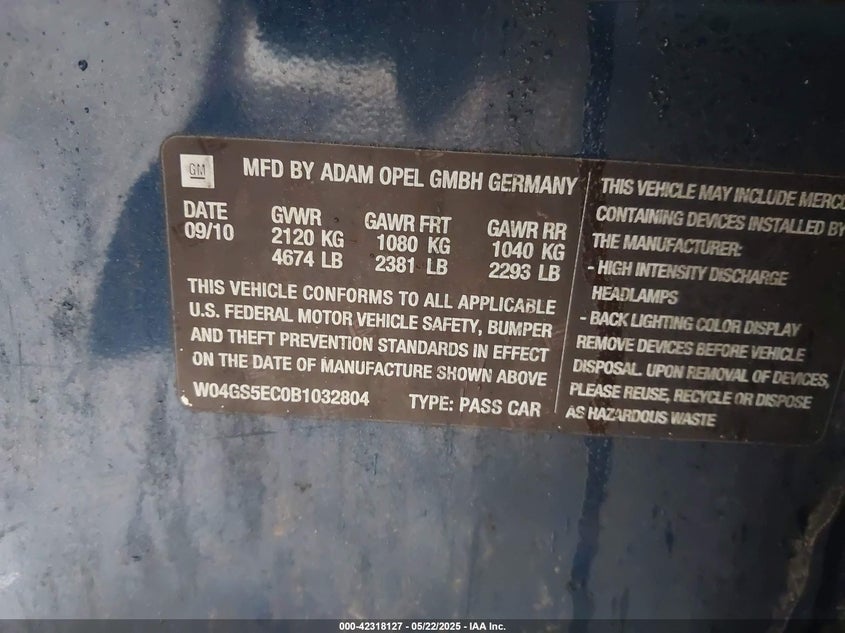 GM
MFD BY ADAM OPEL GMBH GERMANY
DATE
09/10
GVWR
2120 KG
4674 LB
GAWR FRT
1080 KG
2381 LB
GAWR RR
1040 KG
2293 LB
THIS VEHICLE CONFORMS TO ALL APPLICABLE
U.S. FEDERAL MOTOR VEHICLE SAFETY, BUMPER
AND THEFT PREVENTION STANDARDS IN EFFECT
ON THE DATE OF MANUFACTURE SHOWN ABOVE
W04GS5EC0B1032804
TYPE: PASS CAR
THIS VEHICLE MAY INCLUDE MERCU
CONTAINING DEVICES INSTALLED BY
THE MANUFACTURER:
- HIGH INTENSITY DISCHARGE
HEADLAMPS
- BACK LIGHTING COLOR DISPLAY
REMOVE DEVICES BEFORE VEHICLE
DISPOSAL. UPON REMOVAL OF DEVICES,
PLEASE REUSE, RECYCLE OR DISPOSE
AS HAZARDOUS WASTE
000-42318127 - 05/22/2025 - IAA Inc.